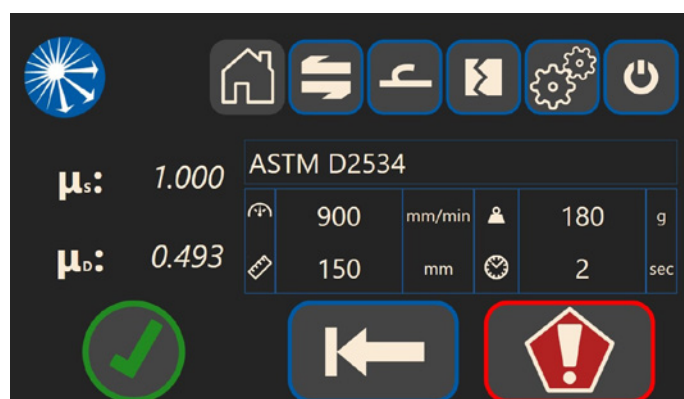 μs: 1.000
ASTM D2534
900 mm/min 180 g
μD: 0.493
150 mm 2 sec